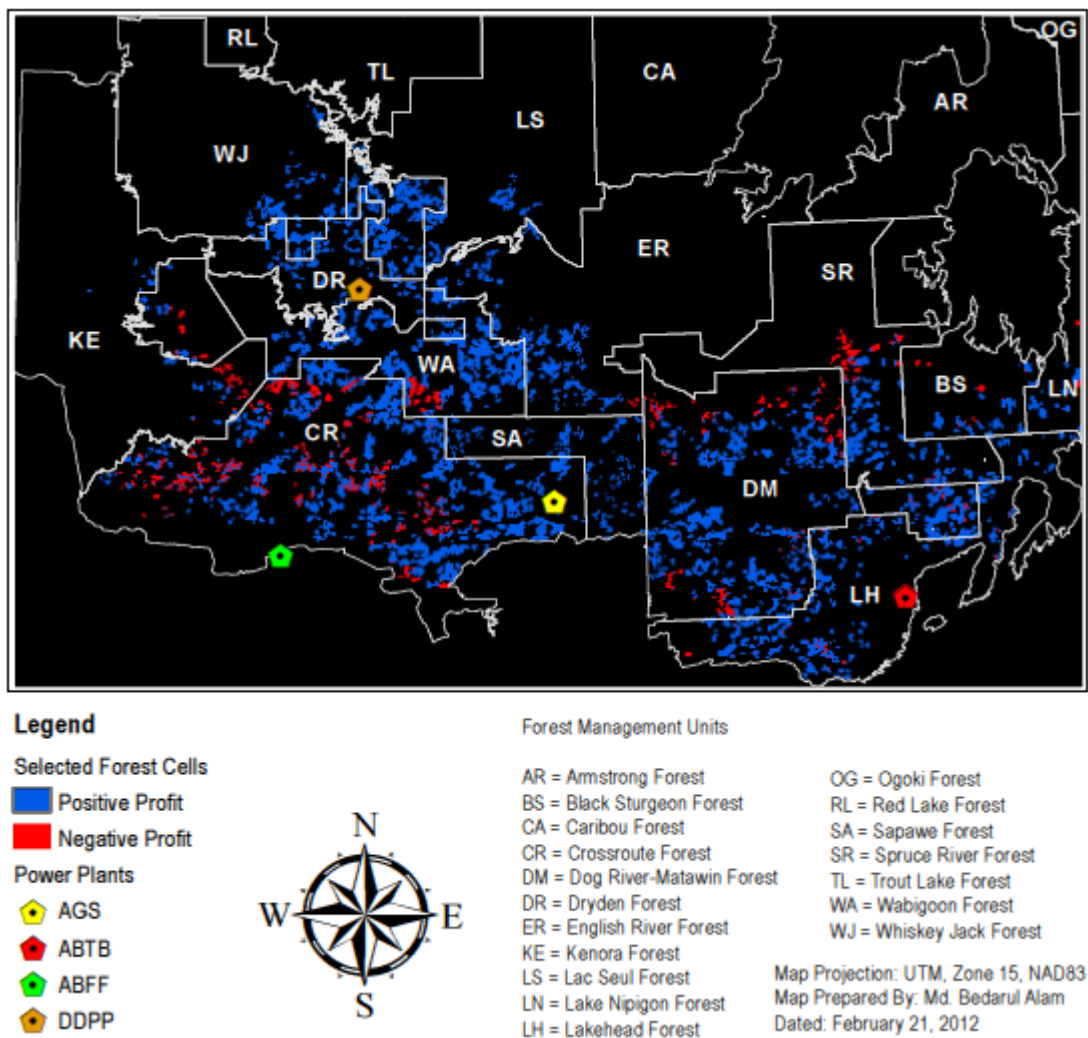 RL
OG
TL
CA
AR
LS
WJ
ER
SR
DR
KE
WA
BS
LN
CR
SA
DM
LH
Legend
Selected Forest Cells
Positive Profit
Negative Profit
Power Plants
AGS
ABTB
ABFF
DDPP
N
W
E
S
Forest Management Units
AR = Armstrong Forest
BS = Black Sturgeon Forest
CA = Caribou Forest
CR = Crossroute Forest
DM = Dog River-Matawin Forest
DR = Dryden Forest
ER = English River Forest
KE = Kenora Forest
LS = Lac Seul Forest
LN = Lake Nipigon Forest
LH = Lakehead Forest
OG = Ogoki Forest
RL = Red Lake Forest
SA = Sapawe Forest
SR = Spruce River Forest
TL = Trout Lake Forest
WA = Wabigoon Forest
WJ = Whiskey Jack Forest
Map Projection: UTM, Zone 15, NAD83
Map Prepared By: Md. Bedarul Alam
Dated: February 21, 2012